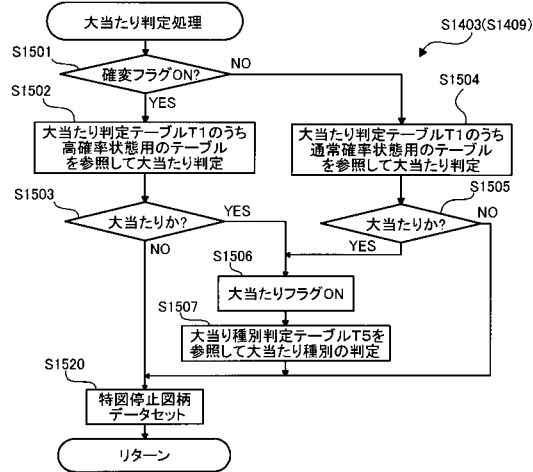 大当たり判定処理
S1403(S1409)
S1501
確変フラグON?
NO
YES
S1502
大当たり判定テーブルT1のうち
高確率状態用のテーブル
を参照して大当たり判定
S1504
大当たり判定テーブルT1のうち
通常確率状態用のテーブル
を参照して大当たり判定
S1503
大当たりか?
YES
NO
S1505
大当たりか?
NO
YES
S1506
大当たりフラグON
S1507
大当り種別判定テーブルT5を
参照して大当たり種別の判定
S1520
特図停止図柄
データセット
リターン